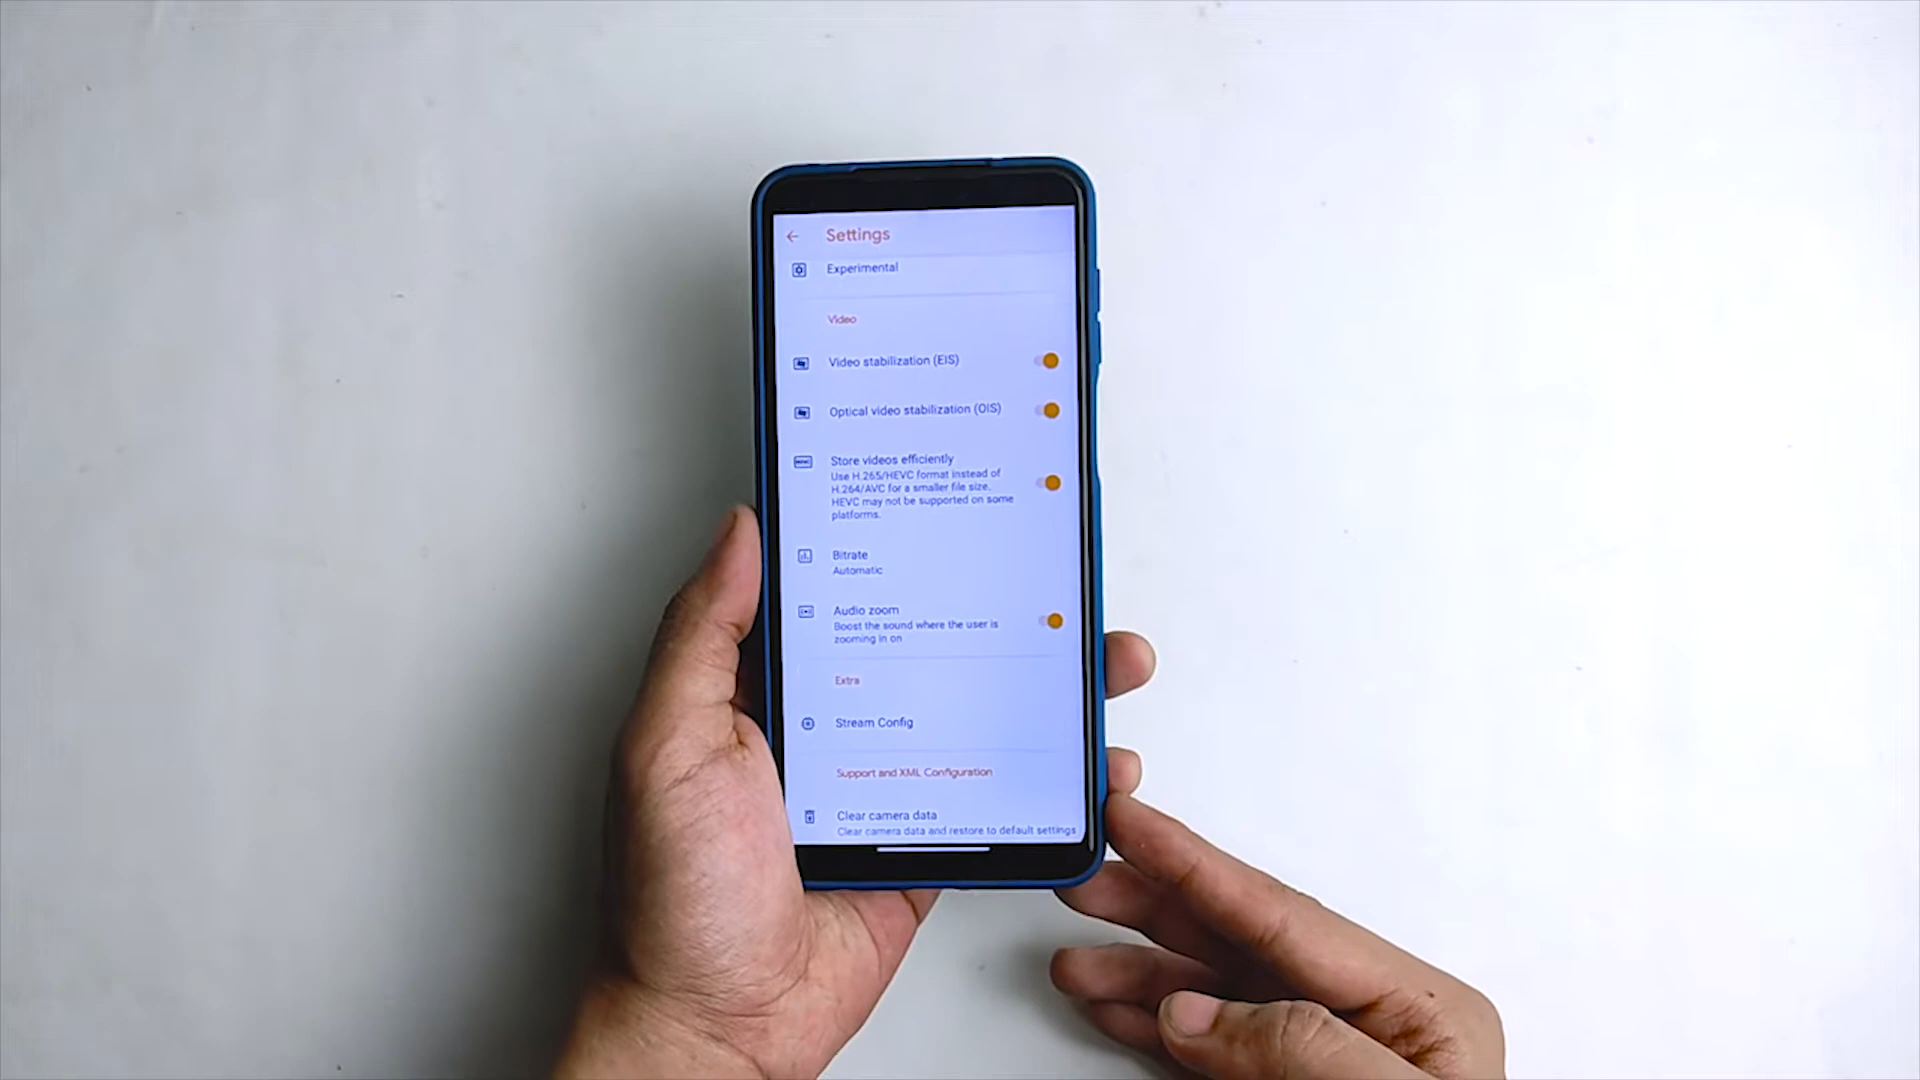 Settings
Experimental
Video
Video stabilization (EIS)
Optical video stabilization (OIS)
Store videos efficiently
Use H.265/HEVC format instead of
H.264/AVC for a smaller file size.
HEVC may not be supported on some
platforms.
Bitrate
Automatic
Audio zoom
Boost the sound where the user is
zooming in on
Extra
Stream Config
Support and XML Configuration
Clear camera data
Clear camera data and restore to default settings